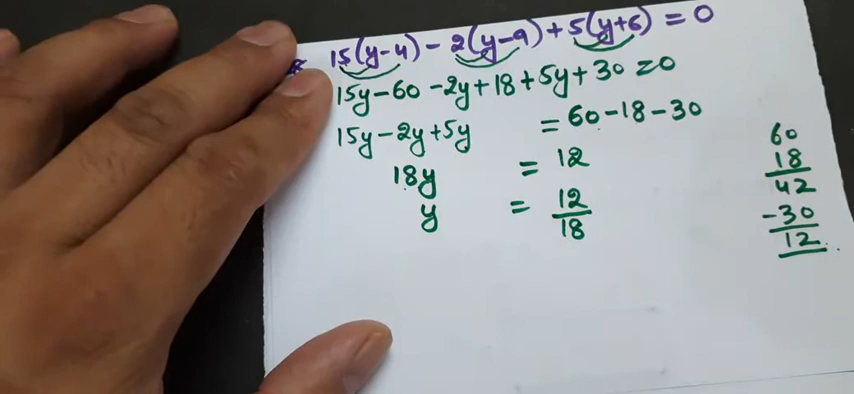 15(y-4) - 2(y-9) + 5(y+6) = 0
15y - 60 - 2y + 18 + 5y + 30 = 0
15y - 2y + 5y = 60 - 18 - 30
18y = 12
y = 12/18
60
18
42
-30
12